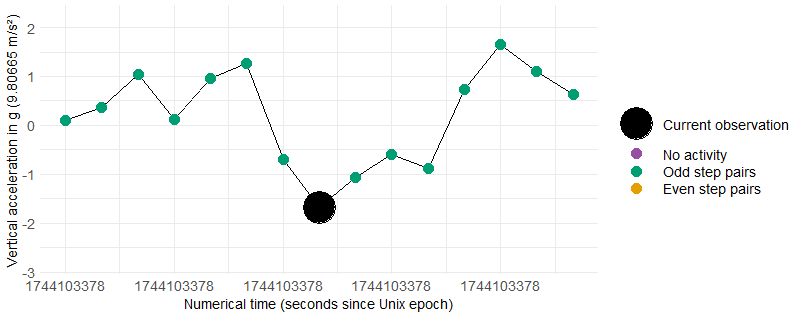 Vertical acceleration in g (9.80665 m/s²)
2
1
0
-1
-2
-3
1744103378 1744103378 1744103378 1744103378 1744103378
Numerical time (seconds since Unix epoch)
Current observation
No activity
Odd step pairs
Even step pairs